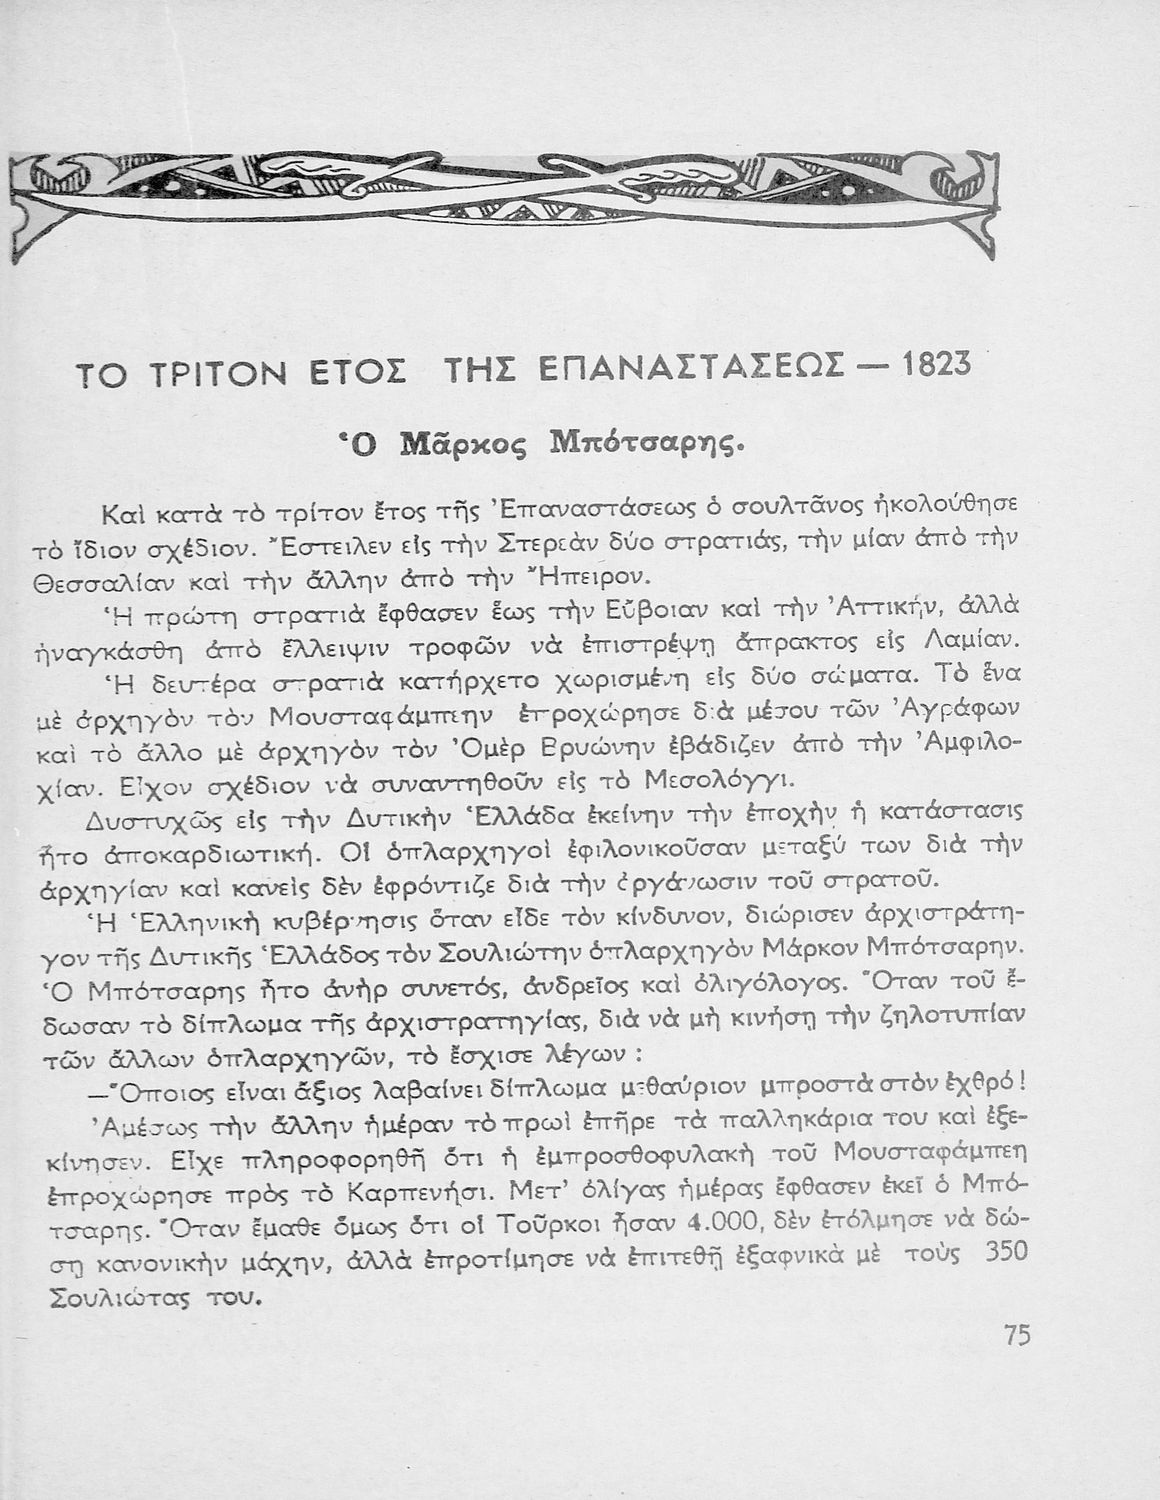 ΤΟ ΤΡΙΤΟΝ ΕΤΟΣ ΤΗΣ ΕΠΑΝΑΣΤΑΣΕΩΣ — 1823
Ὁ Μᾶρκος Μπότσαρης.
Καὶ κατὰ τὸ τρίτον ἔτος τῆς Ἐπαναστάσεως ὁ σουλτᾶνος ἠκολούθησε
τὸ ἴδιον σχέδιον. Ἔστειλεν εἰς τὴν Στερεὰν δύο στρατιάς, τὴν μίαν ἀπὸ τὴν
Θεσσαλίαν καὶ τὴν ἄλλην ἀπὸ τὴν Ἤπειρον.
Ἡ πρώτη στρατιὰ ἔφθασεν ἕως τὴν Εὔβοιαν καὶ τὴν Ἀττικήν, ἀλλὰ
ἠναγκάσθη ἀπὸ ἔλλειψιν τροφῶν νὰ ἐπιστρέψῃ ἄπρακτος εἰς Λαμίαν.
Ἡ δευτέρα στρατιὰ κατήρχετο χωρισμένη εἰς δύο σώματα. Τὸ ἕνα
μὲ ἀρχηγὸν τὸν Μουσταφάμπεην ἐπροχώρησε διὰ μέσου τῶν Ἀγράφων
καὶ τὸ ἄλλο μὲ ἀρχηγὸν τὸν Ὀμὲρ Βρυώνην ἐβάδιζεν ἀπὸ τὴν Ἀμφιλο-
χίαν. Εἶχον σχέδιον νὰ συναντηθοῦν εἰς τὸ Μεσολόγγι.
Δυστυχῶς εἰς τὴν Δυτικὴν Ἑλλάδα ἐκείνην τὴν ἐποχὴν ἡ κατάστασις
ἦτο ἀποκαρδιωτική. Οἱ ὁπλαρχηγοὶ ἐφιλονικοῦσαν μεταξύ των διὰ τὴν
ἀρχηγίαν καὶ κανεὶς δὲν ἐφρόντιζε διὰ τὴν ὀργάνωσιν τοῦ στρατοῦ.
Ἡ Ἑλληνικὴ κυβέρνησις ὅταν εἶδε τὸν κίνδυνον, διώρισεν ἀρχιστράτη-
γον τῆς Δυτικῆς Ἑλλάδος τὸν Σουλιώτην ὁπλαρχηγὸν Μάρκον Μπότσαρην.
Ὁ Μπότσαρης ἦτο ἀνὴρ συνετός, ἀνδρεῖος καὶ ὀλιγόλογος. Ὅταν τοῦ ἔ-
δωσαν τὸ δίπλωμα τῆς ἀρχιστρατηγίας, διὰ νὰ μὴ κινήσῃ τὴν ζηλοτυπίαν
τῶν ἄλλων ὁπλαρχηγῶν, τὸ ἔσχισε λέγων :
—Ὅποιος εἶναι ἄξιος λαβαίνει δίπλωμα μεθαύριον μπροστὰ στὸν ἐχθρό!
Ἀμέσως τὴν ἄλλην ἡμέραν τὸ πρωὶ ἐπῆρε τὰ παλληκάρια του καὶ ἐξε-
κίνησεν. Εἶχε πληροφορηθῆ ὅτι ἡ ἐμπροσθοφυλακὴ τοῦ Μουσταφάμπεη
ἐπροχώρησε πρὸς τὸ Καρπενήσι. Μετ' ὀλίγας ἡμέρας ἔφθασεν ἐκεῖ ὁ Μπό-
τσαρης. Ὅταν ἔμαθε ὅμως ὅτι οἱ Τοῦρκοι ἦσαν 4.000, δὲν ἐτόλμησε νὰ δώ-
σῃ κανονικὴν μάχην, ἀλλὰ ἐπροτίμησε νὰ ἐπιτεθῇ ἐξαφνικὰ μὲ τοὺς 350
Σουλιώτας του.
75